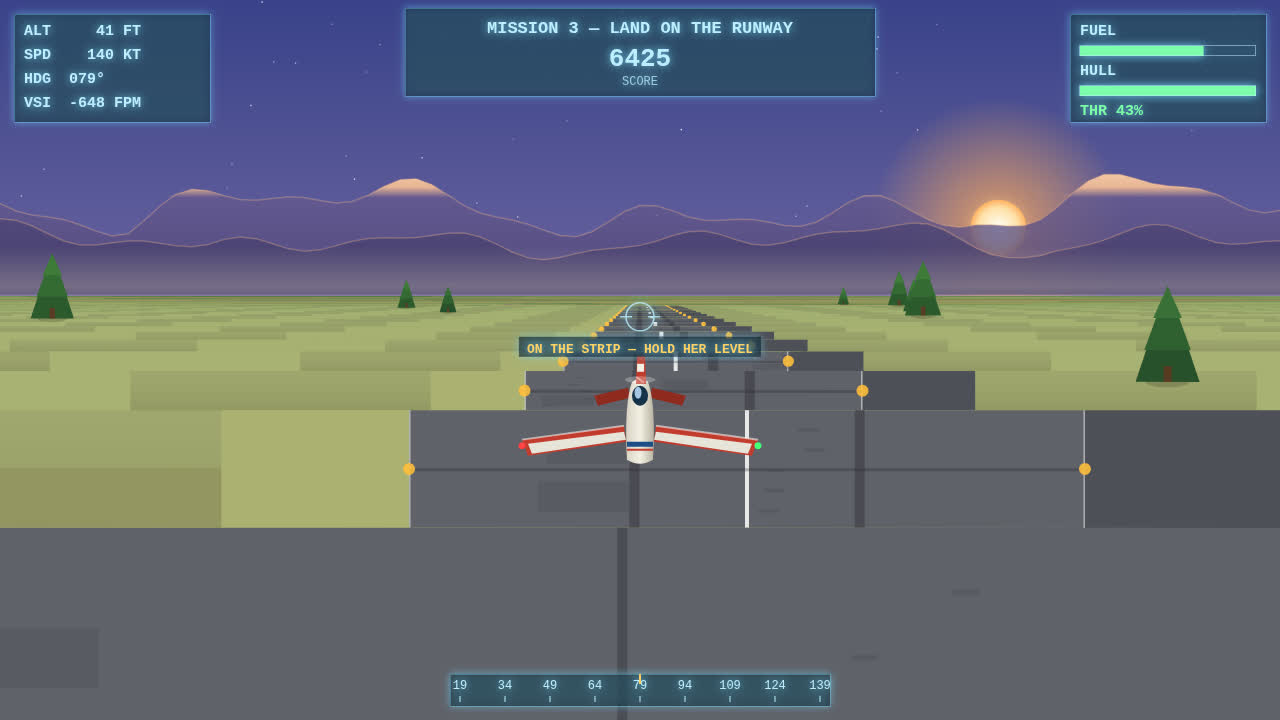 ALT 41 FT
SPD 140 KT
HDG 079°
VSI -648 FPM
MISSION 3 — LAND ON THE RUNWAY
6425
SCORE
FUEL
HULL
THR 43%
ON THE STRIP — HOLD HER LEVEL
19 34 49 64 79 94 109 124 139